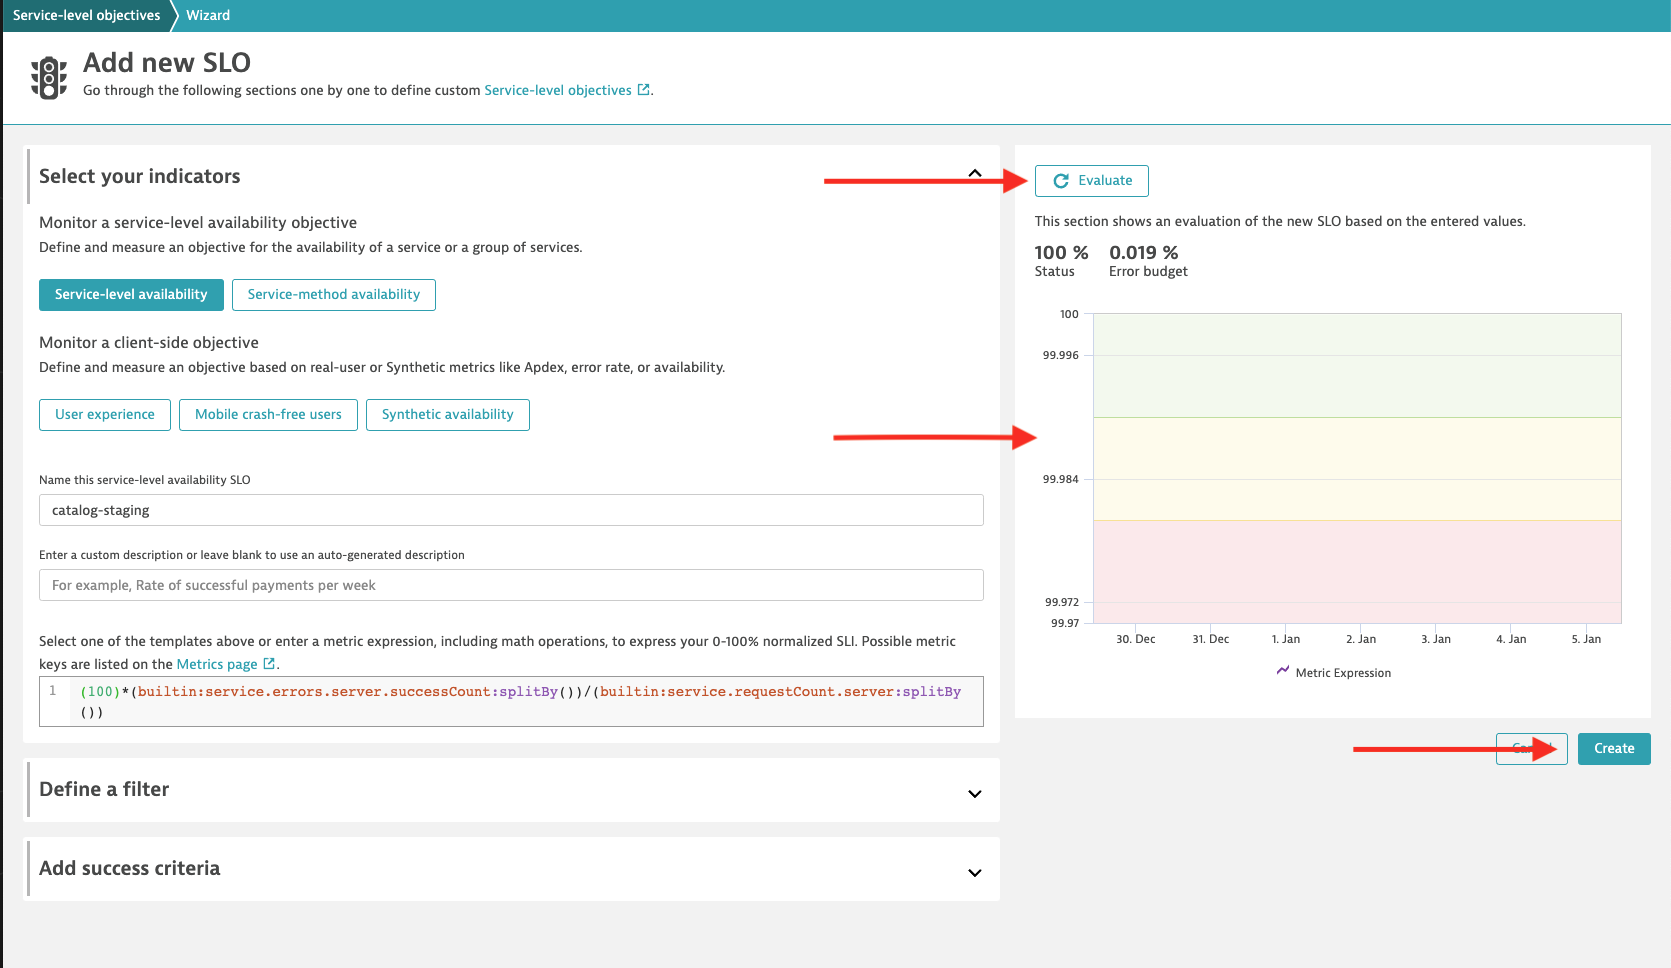 Service-level objectives
Wizard
Add new SLO
Go through the following sections one by one to define custom Service-level objectives.
Select your indicators
Monitor a service-level availability objective
Define and measure an objective for the availability of a service or a group of services.
Service-level availability
Service-method availability
Monitor a client-side objective
Define and measure an objective based on real-user or Synthetic metrics like Apdex, error rate, or availability.
User experience
Mobile crash-free users
Synthetic availability
Name this service-level availability SLO
catalog-staging
Enter a custom description or leave blank to use an auto-generated description
For example, Rate of successful payments per week
Select one of the templates above or enter a metric expression, including math operations, to express your 0-100% normalized SLI. Possible metric
keys are listed on the Metrics page.
1
(100)*(builtin:service.errors.server.successCount:splitBy())/(builtin:service.requestCount.server:splitBy
())
Define a filter
Add success criteria
Evaluate
This section shows an evaluation of the new SLO based on the entered values.
100 %
0.019 %
Status
Error budget
100
99.996
99.984
99.972
99.97
30. Dec
31. Dec
1. Jan
2. Jan
3. Jan
4. Jan
5. Jan
Metric Expression
Create